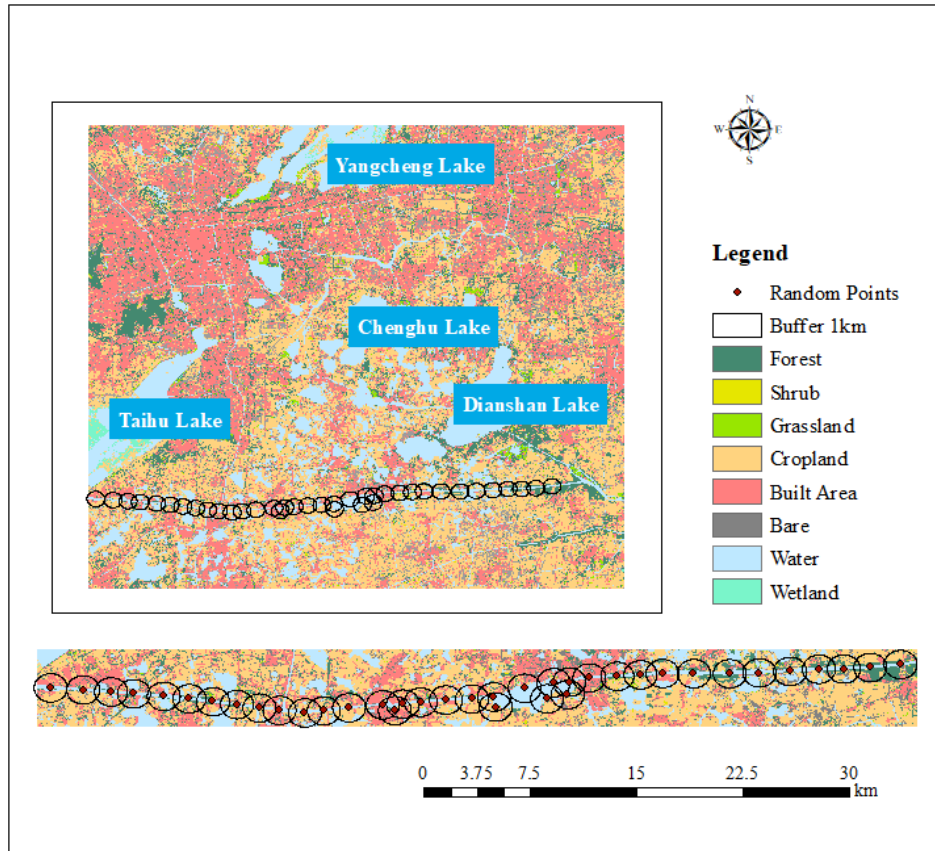 N
W E
S
Yangcheng Lake
Chenghu Lake
Dianshan Lake
Taihu Lake
Legend
Random Points
Buffer 1km
Forest
Shrub
Grassland
Cropland
Built Area
Bare
Water
Wetland
0 3.75 7.5 15 22.5 30
km